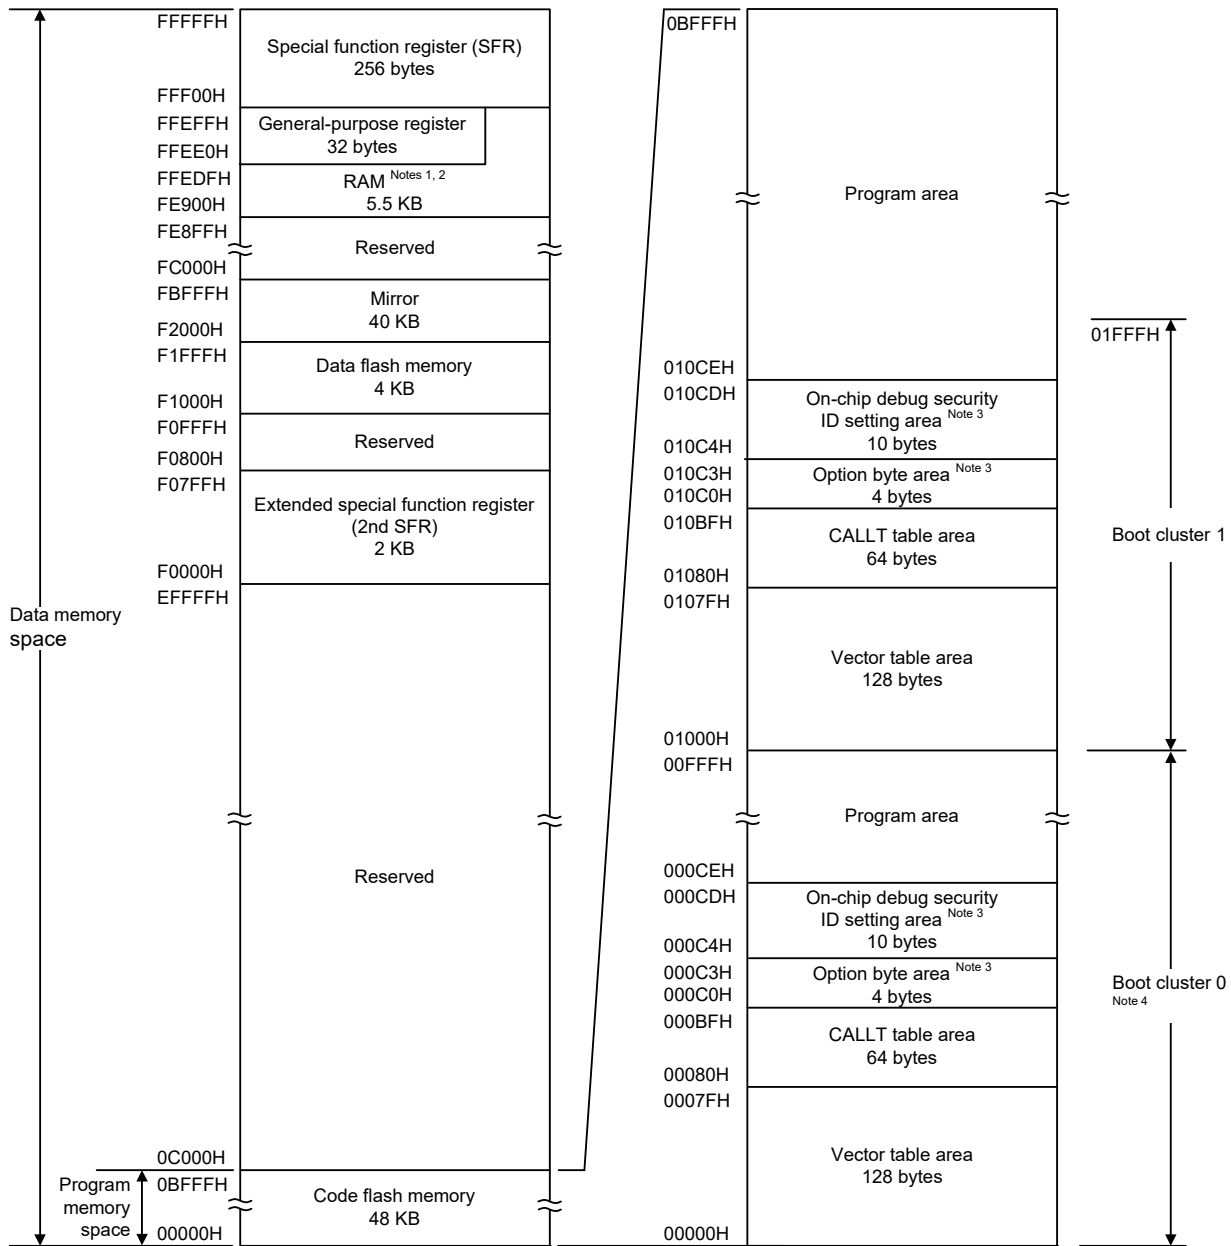 FFFFFH
Special function register (SFR)
256 bytes
FFF00H
FFEFFH
General-purpose register
32 bytes
FFEE0H
FFEDFH
RAM Notes 1, 2
5.5 KB
FE900H
FE8FFH
Reserved
FC000H
FBFFFH
Mirror
40 KB
F2000H
F1FFFH
Data flash memory
4 KB
F1000H
F0FFFH
Reserved
F0800H
F07FFH
Extended special function register
(2nd SFR)
2 KB
F0000H
EFFFFH
Data memory
space
Reserved
0C000H
0BFFFH
Program
memory
space
Code flash memory
48 KB
00000H
0BFFFH
Program area
01FFFH
010CEH
010CDH
On-chip debug security
ID setting area Note 3
10 bytes
010C4H
010C3H
Option byte area Note 3
4 bytes
010C0H
010BFH
CALLT table area
64 bytes
Boot cluster 1
01080H
0107FH
Vector table area
128 bytes
01000H
00FFFH
Program area
000CEH
000CDH
On-chip debug security
ID setting area Note 3
10 bytes
000C4H
000C3H
Option byte area Note 3
4 bytes
000C0H
Boot cluster 0
Note 4
000BFH
CALLT table area
64 bytes
00080H
0007FH
Vector table area
128 bytes
00000H